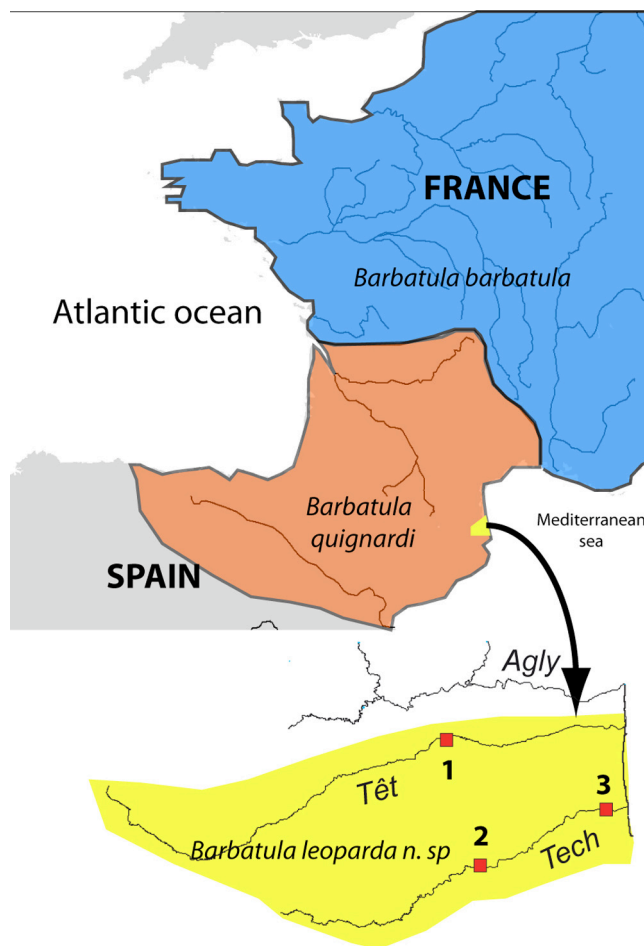 FRANCE
Barbatula barbatula
Atlantic ocean
Barbatula
quignardi
Mediterranean
sea
SPAIN
Agly
1
3
Têt
2
Barbatula leoparda n. sp
Tech